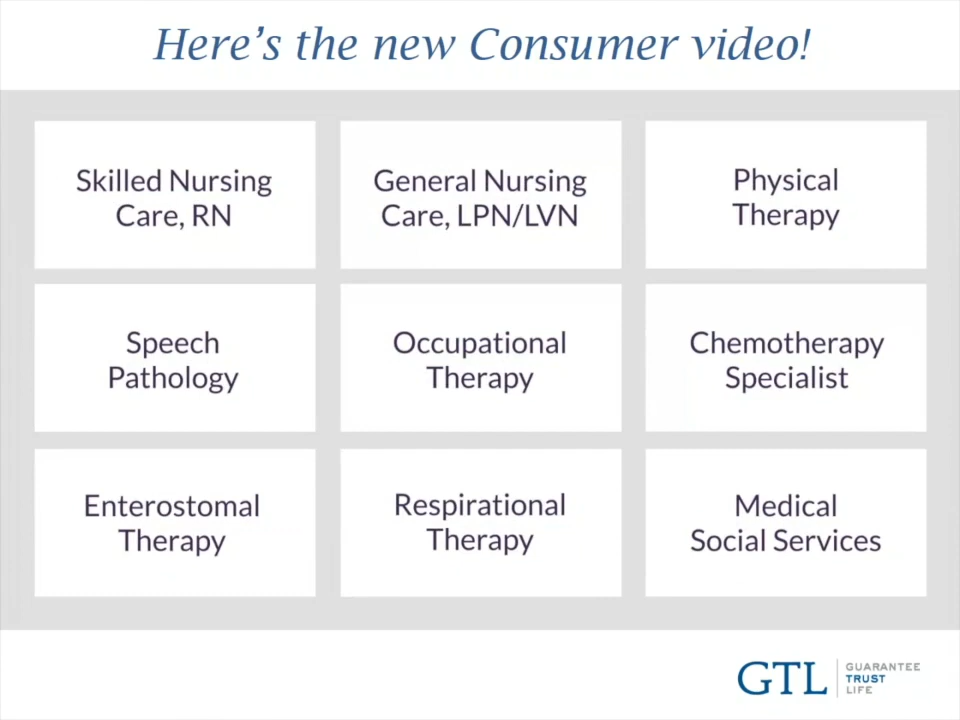 Here's the new Consumer video!
Skilled Nursing
Care, RN
General Nursing
Care, LPN/LVN
Physical
Therapy
Speech
Pathology
Occupational
Therapy
Chemotherapy
Specialist
Enterostomal
Therapy
Respirational
Therapy
Medical
Social Services
GTL
GUARANTEE
TRUST
LIFE